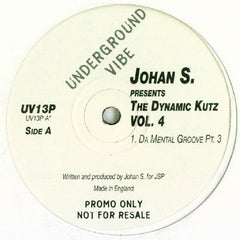 UNDERGROUND
VIBE
JOHAN S.
PRESENTS
THE DYNAMIC KUTZ
VOL. 4
1. DA MENTAL GROOVE PT. 3
UV13P
UV13P A*
SIDE A
Written and produced by Johan S. for JSP
Made in England
PROMO ONLY
NOT FOR RESALE